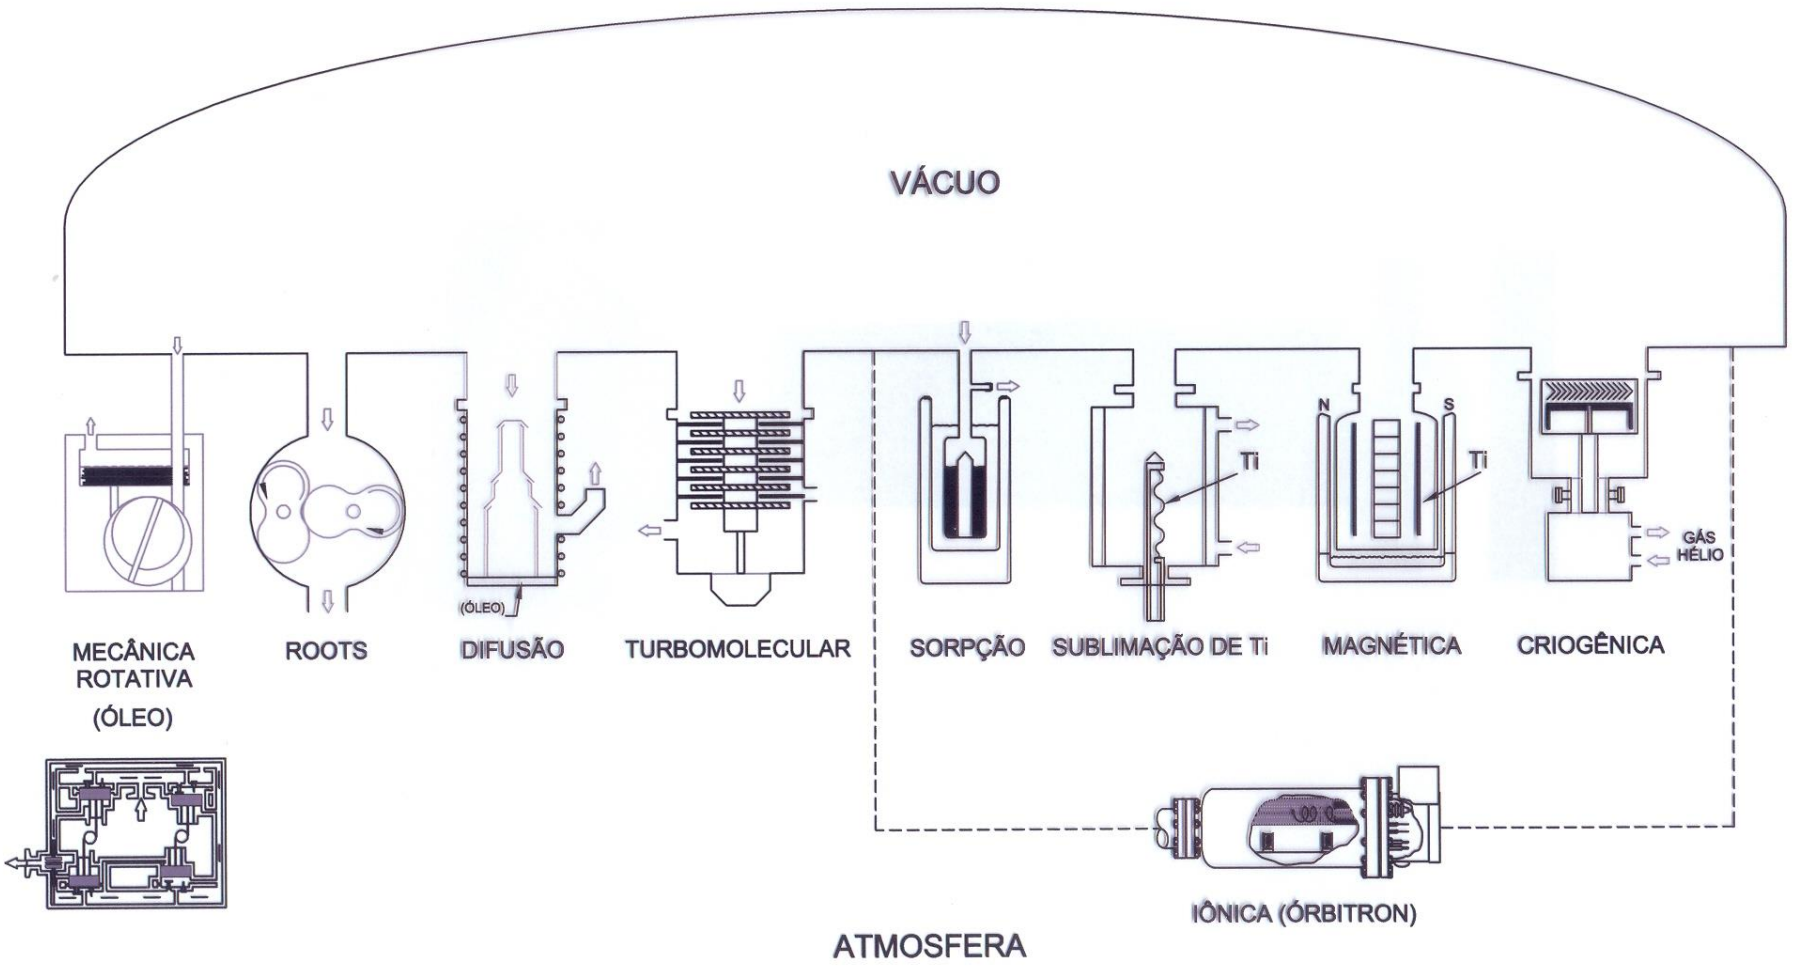 VÁCUO
N
S
Ti
Ti
GÁS
HÉLIO
(ÓLEO)
MECÂNICA
ROTATIVA
(ÓLEO)
ROOTS
DIFUSÃO
TURBOMOLECULAR
SORPÇÃO
SUBLIMAÇÃO DE Ti
MAGNÉTICA
CRIOGÊNICA
IÔNICA (ÓRBITRON)
ATMOSFERA